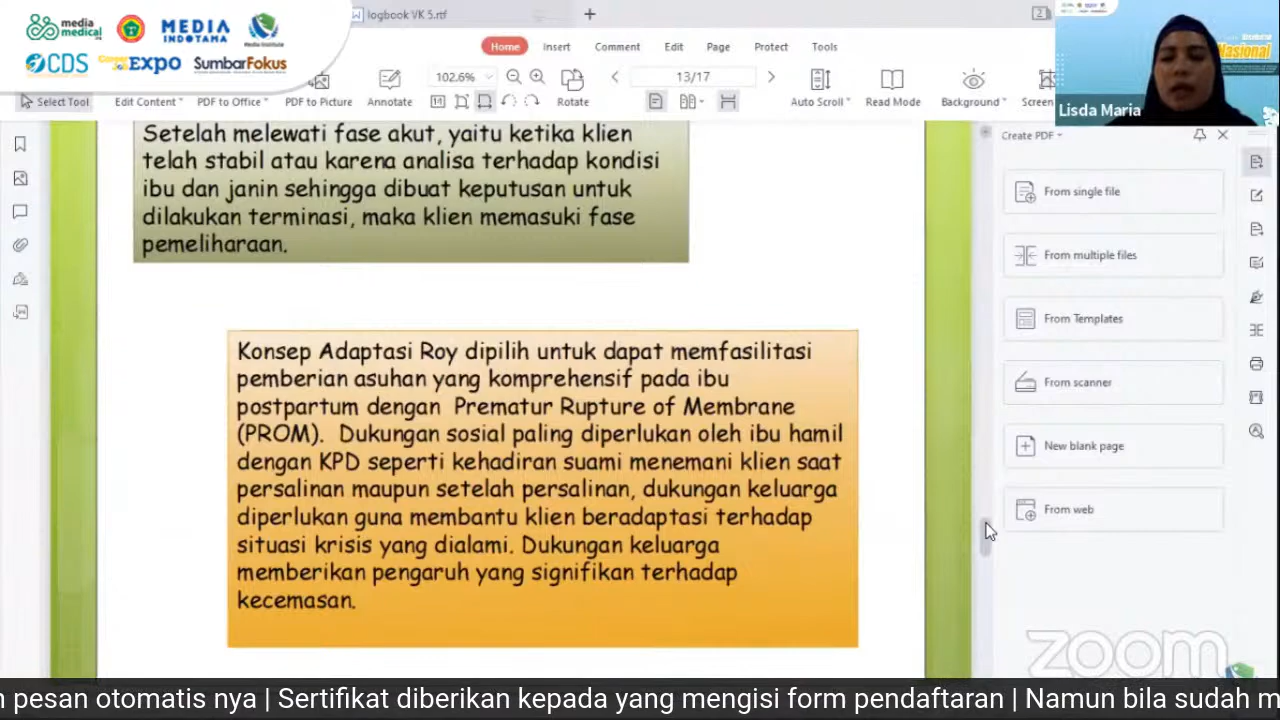 media
medical
MEDIA
INDOTAMA
Media Institute
CDS
EXPO
SumbarFokus
logbook VK 5.rtf
2
Home
Insert
Comment
Edit
Page
Protect
Tools
102.6%
13/17
Select Tool
Edit Content
PDF to Office
PDF to Picture
Annotate
Rotate
Auto Scroll
Read Mode
Background
Screen
Nasional
Lisda Maria
Setelah melewati fase akut, yaitu ketika klien
telah stabil atau karena analisa terhadap kondisi
ibu dan janin sehingga dibuat keputusan untuk
dilakukan terminasi, maka klien memasuki fase
pemeliharaan.
Konsep Adaptasi Roy dipilih untuk dapat memfasilitasi
pemberian asuhan yang komprehensif pada ibu
postpartum dengan Prematur Rupture of Membrane
(PROM). Dukungan sosial paling diperlukan oleh ibu hamil
dengan KPD seperti kehadiran suami menemani klien saat
persalinan maupun setelah persalinan, dukungan keluarga
diperlukan guna membantu klien beradaptasi terhadap
situasi krisis yang dialami. Dukungan keluarga
memberikan pengaruh yang signifikan terhadap
kecemasan.
Create PDF
From single file
From multiple files
From Templates
From scanner
New blank page
From web
zoom
pesan otomatis nya | Sertifikat diberikan kepada yang mengisi form pendaftaran | Namun bila sudah m